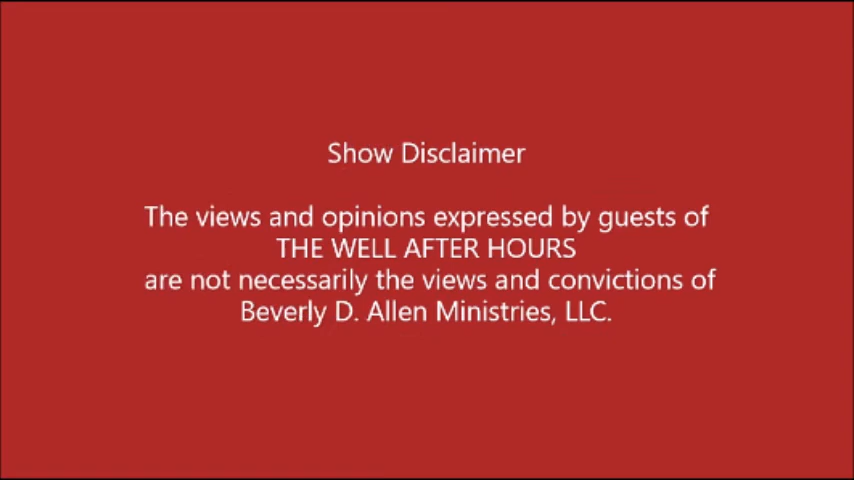 Show Disclaimer
The views and opinions expressed by guests of
THE WELL AFTER HOURS
are not necessarily the views and convictions of
Beverly D. Allen Ministries, LLC.